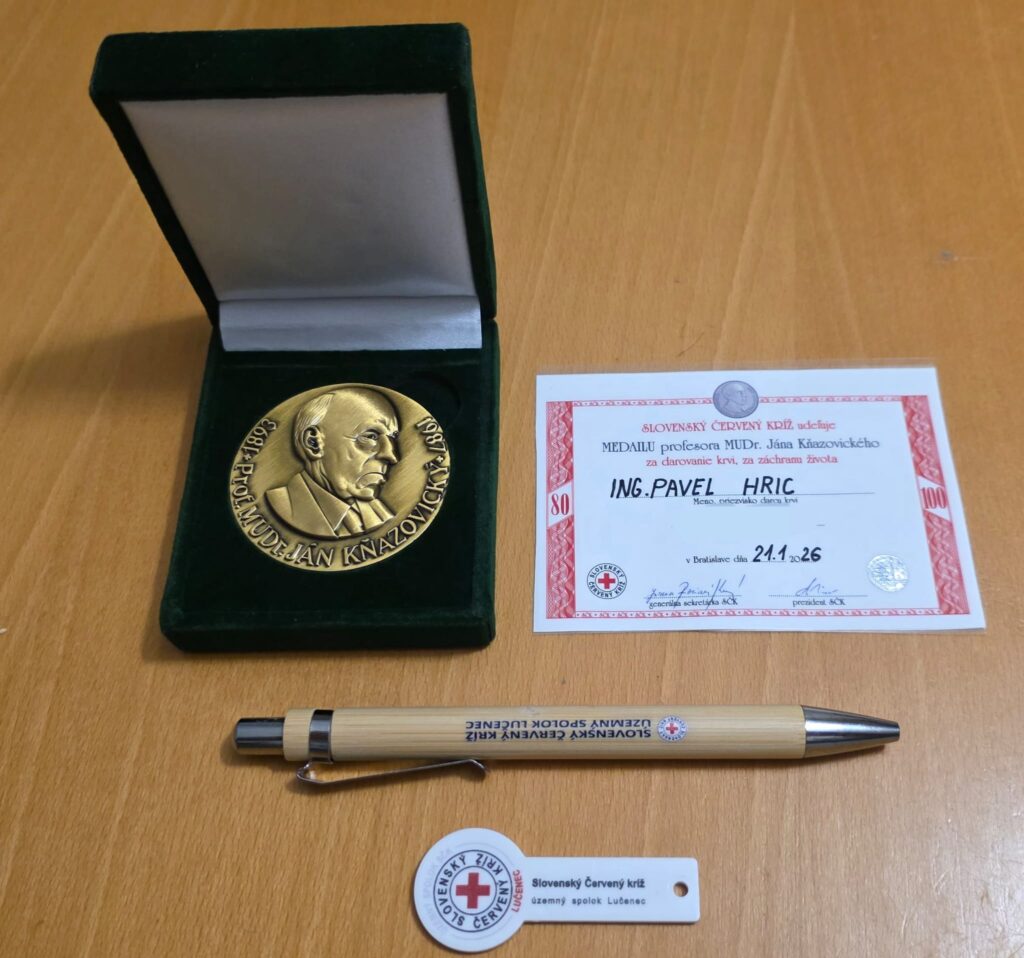 *1893 * PROF. MUDr. JÁN KŇAZOVICKÝ * 1987
SLOVENSKÝ ČERVENÝ KRÍŽ udeľuje
MEDAILU profesora MUDr. Jána Kňazovického
za darovanie krvi, za záchranu života
ING. PAVEL HRIC
Meno, priezvisko darcu krvi
80
100
v Bratislave dňa 21.1 2026
SLOVENSKÝ ČERVENÝ KRÍŽ
generálna sekretárka SČK
prezident SČK
SLOVENSKÝ ČERVENÝ KRÍŽ
ÚZEMNÝ SPOLOK LUČENEC
SLOVENSKÝ ČERVENÝ KRÍŽ
LUČENEC
Slovenský Červený kríž
územný spolok Lučenec